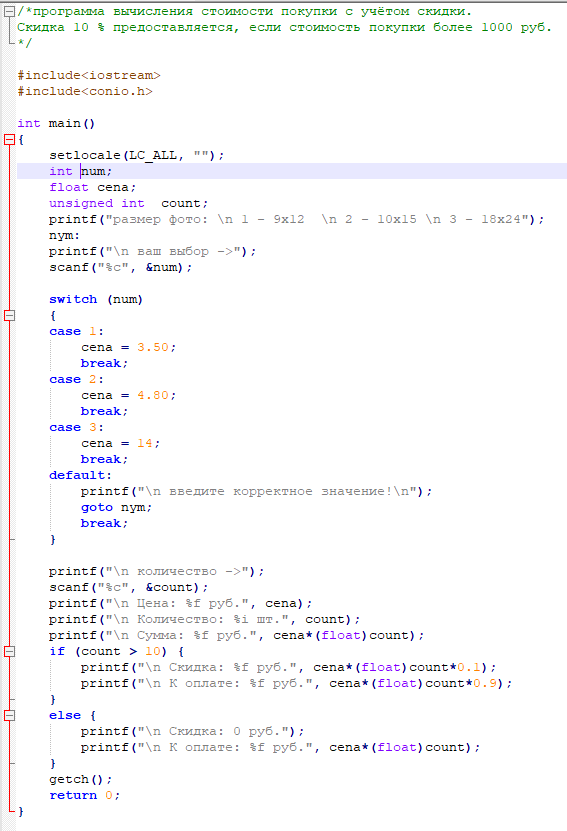 /*программа вычисления стоимости покупки с учётом скидки.
Скидка 10 % предоставляется, если стоимость покупки более 1000 руб.
*/
#include<iostream>
#include<conio.h>
int main()
{
setlocale(LC_ALL, "");
int num;
float cena;
unsigned int  count;
printf("размер фото: \n 1 - 9x12  \n 2 - 10x15 \n 3 - 18x24");
nym:
printf("\n ваш выбор ->");
scanf("%c", &num);
switch (num)
{
case 1:
cena = 3.50;
break;
case 2:
cena = 4.80;
break;
case 3:
cena = 14;
break;
default:
printf("\n введите корректное значение!\n");
goto nym;
break;
}
printf("\n количество ->");
scanf("%c", &count);
printf("\n Цена: %f руб.", cena);
printf("\n Количество: %i шт.", count);
printf("\n Сумма: %f руб.", cena*(float)count);
if (count > 10) {
printf("\n Скидка: %f руб.", cena*(float)count*0.1);
printf("\n К оплате: %f руб.", cena*(float)count*0.9);
}
else {
printf("\n Скидка: 0 руб.");
printf("\n К оплате: %f руб.", cena*(float)count);
}
getch();
return 0;
}